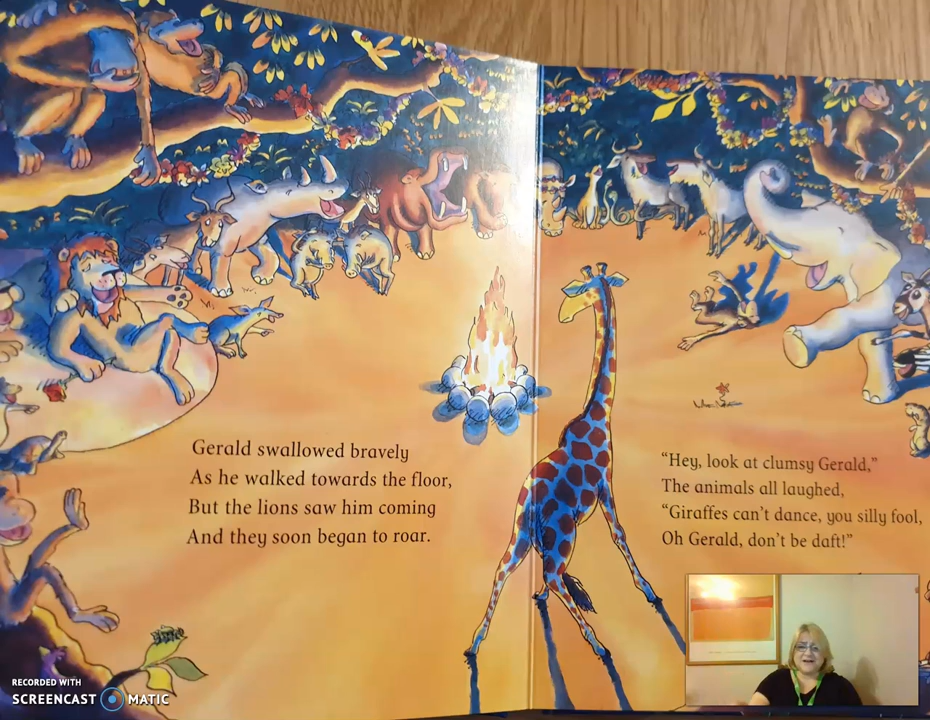 Gerald swallowed bravely
As he walked towards the floor,
But the lions saw him coming
And they soon began to roar.
“Hey, look at clumsy Gerald,”
The animals all laughed,
“Giraffes can’t dance, you silly fool,
Oh Gerald, don’t be daft!”
RECORDED WITH
SCREENCAST MATIC